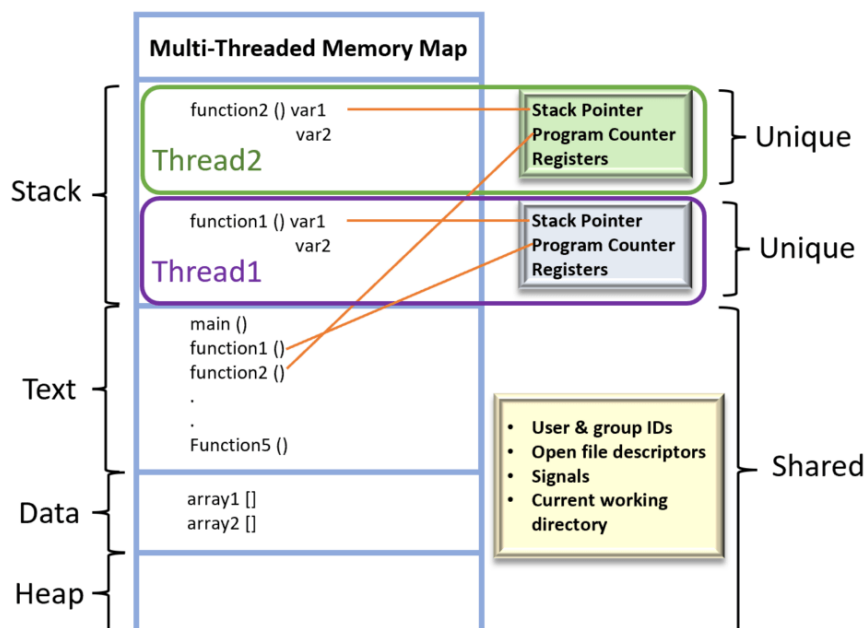 Multi-Threaded Memory Map
Stack
function2 () var1
var2
Thread2
Stack Pointer
Program Counter
Registers
Unique
function1 () var1
var2
Thread1
Stack Pointer
Program Counter
Registers
Unique
Text
main ()
function1 ()
function2 ()
.
.
Function5 ()
• User & group IDs
• Open file descriptors
• Signals
• Current working
directory
Shared
Data
array1 []
array2 []
Heap